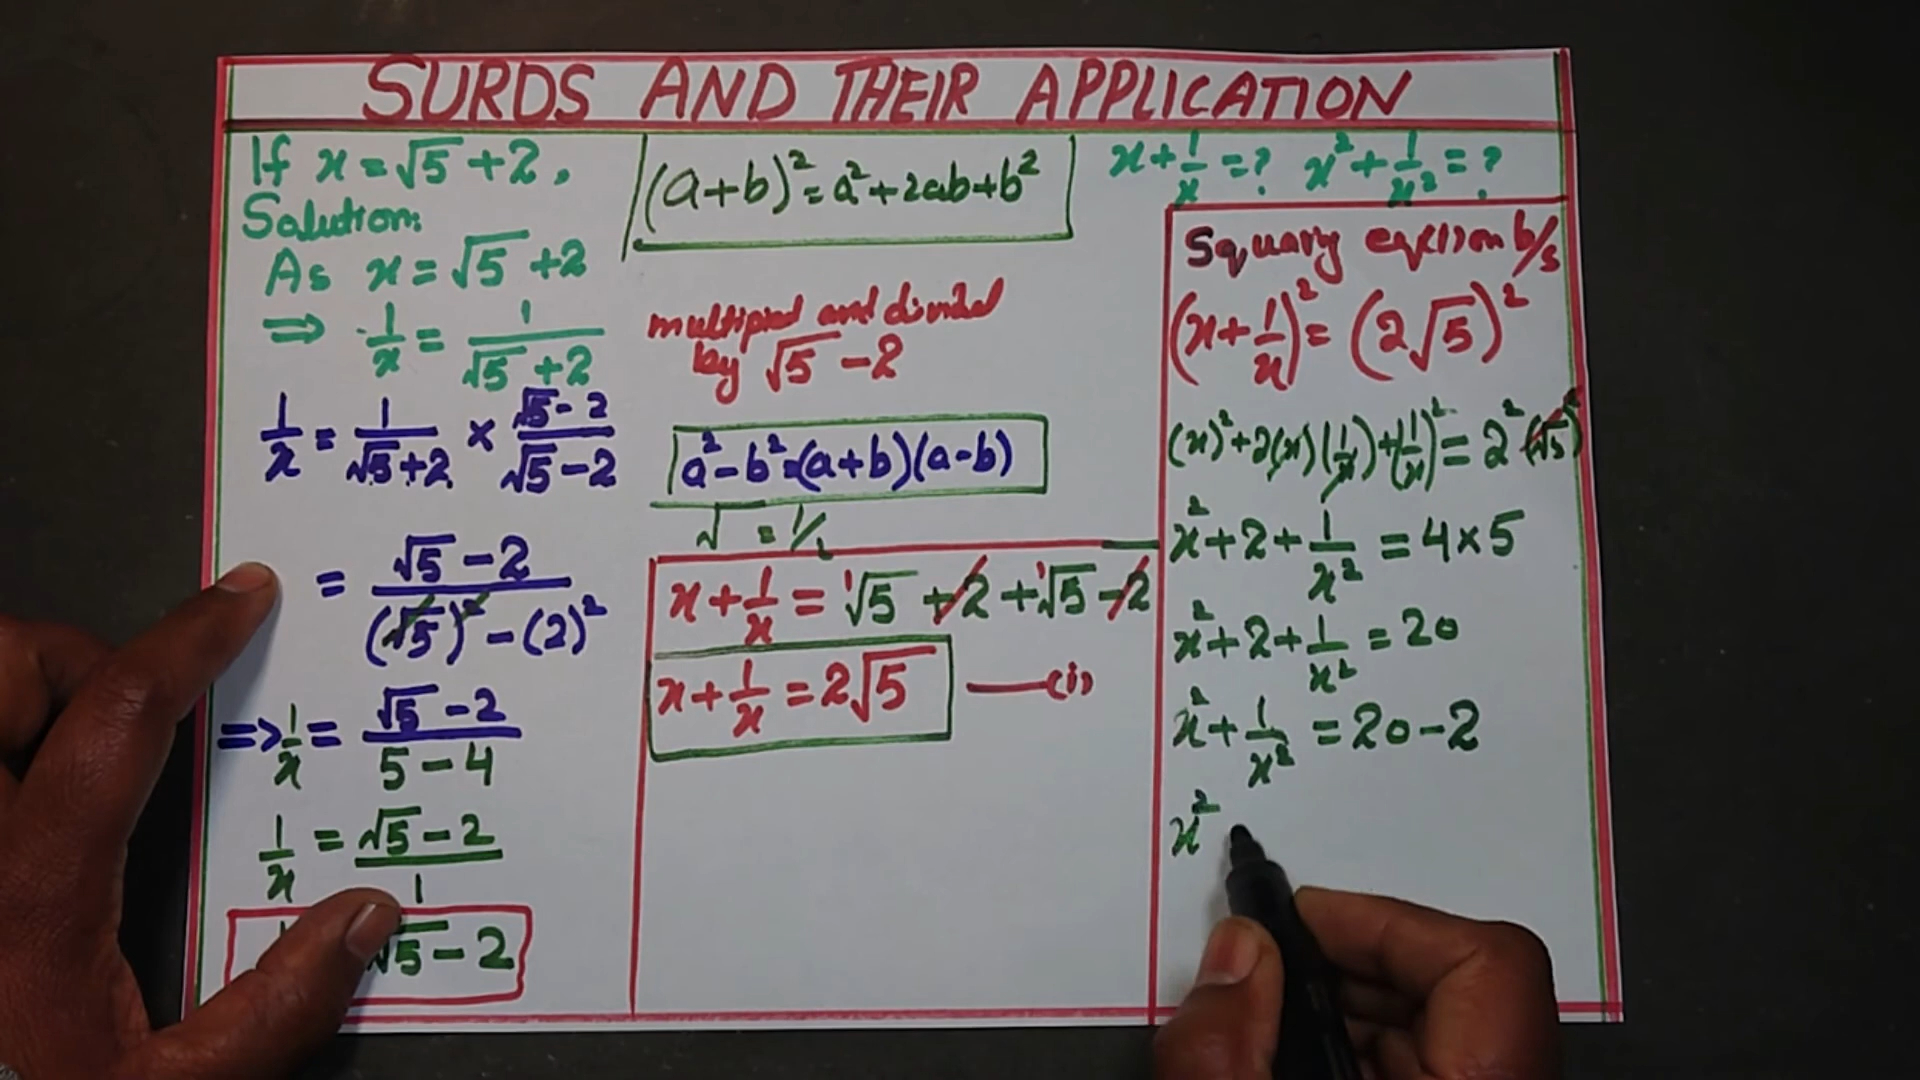 SURDS AND THEIR APPLICATION
If x = √5 + 2,
(a+b)² = a² + 2ab + b²
x + 1/x = ? x² + 1/x² = ?
Solution:
As x = √5 + 2
⇒ 1/x = 1/(√5 + 2)
1/x = 1/(√5 + 2) × (√5 - 2)/(√5 - 2)
= (√5 - 2)/((√5)² - (2)²)
⇒ 1/x = (√5 - 2)/(5 - 4)
1/x = (√5 - 2)/1
√5 - 2
and divided
by √5 - 2
a² - b² = (a+b)(a-b)
√ = 1/2
x + 1/x = √5 + 2 + √5 - 2
x + 1/x = 2√5 —— (i)
b/s
(x + 1/x)² = (2√5)²
(x)² + 2(x)(1/x) + (1/x)² = 2² (√5)²
x² + 2 + 1/x² = 4 × 5
x² + 2 + 1/x² = 20
x² + 1/x² = 20 - 2
x²